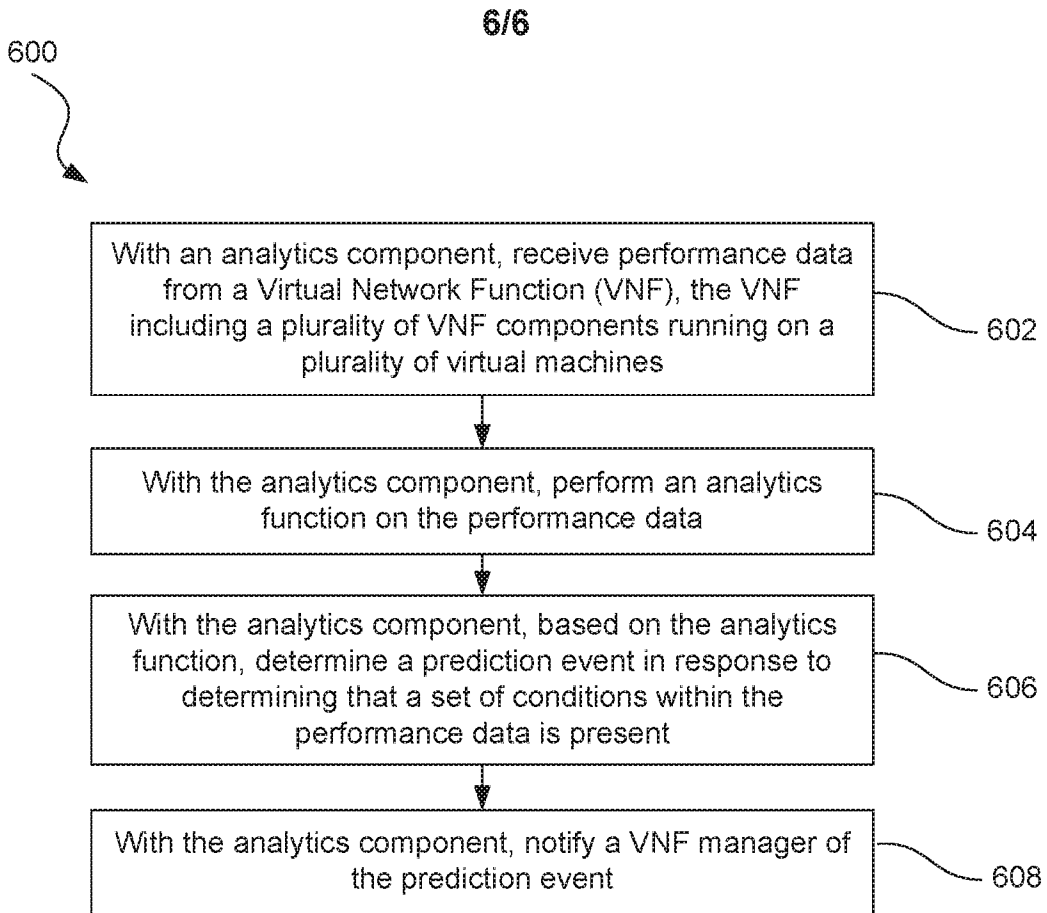 6/6
600
With an analytics component, receive performance data
from a Virtual Network Function (VNF), the VNF
including a plurality of VNF components running on a
plurality of virtual machines
602
With the analytics component, perform an analytics
function on the performance data
604
With the analytics component, based on the analytics
function, determine a prediction event in response to
determining that a set of conditions within the
performance data is present
606
With the analytics component, notify a VNF manager of
the prediction event
608